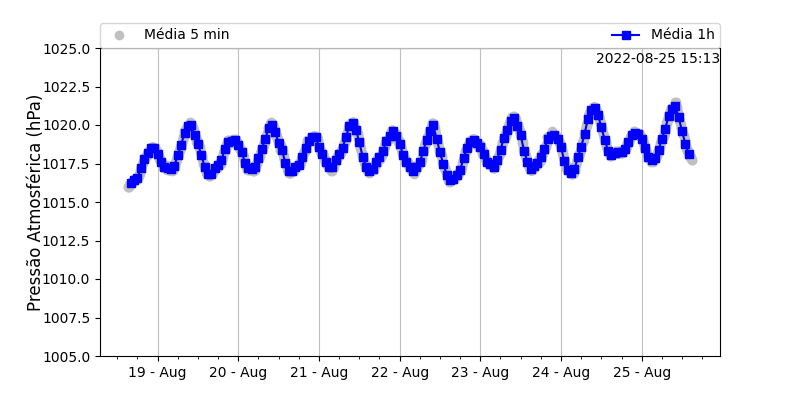 Média 5 min
Média 1h
2022-08-25 15:13
Pressão Atmosférica (hPa)
1025.0
1022.5
1020.0
1017.5
1015.0
1012.5
1010.0
1007.5
1005.0
19 - Aug
20 - Aug
21 - Aug
22 - Aug
23 - Aug
24 - Aug
25 - Aug